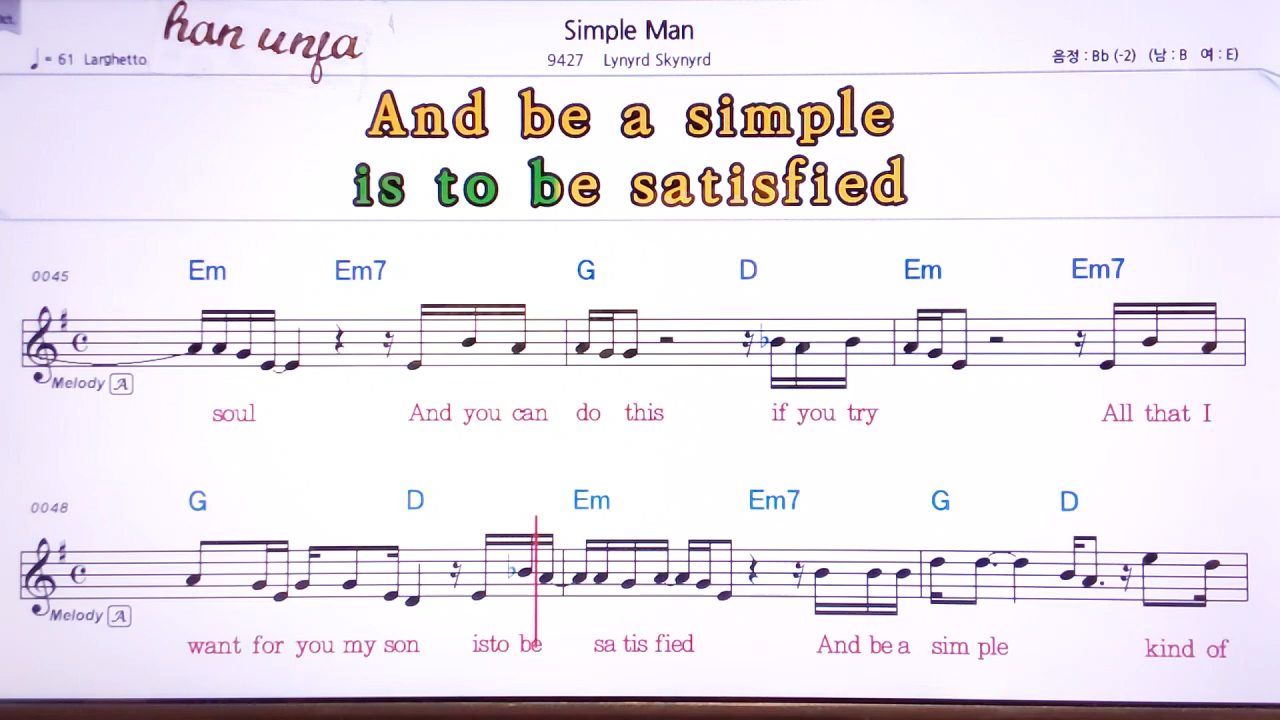 han unja
Simple Man
♩= 61 Larghetto
9427 Lynyrd Skynyrd
음정 : Bb (-2) (남 : B 여 : E)
And be a simple
is to be satisfied
0045
Em Em7 G D Em Em7
Melody A
soul And you can do this if you try All that I
0048
G D Em Em7 G D
Melody A
want for you my son isto be sa tis fied And be a sim ple kind of